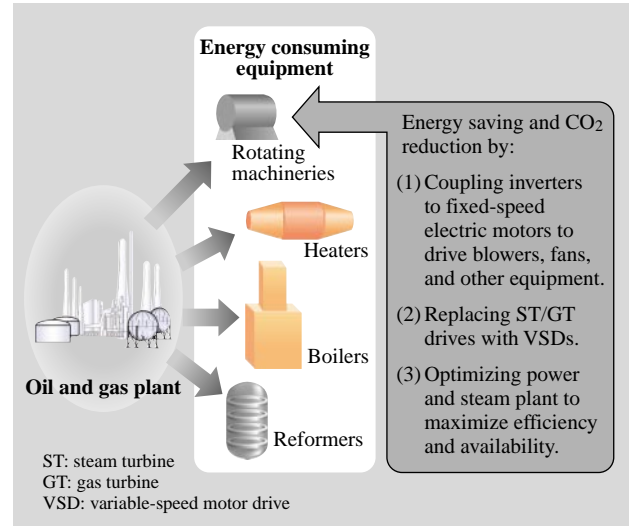 Energy consuming
equipment
Rotating
machineries
Heaters
Boilers
Reformers
Oil and gas plant
Energy saving and CO2
reduction by:
(1) Coupling inverters
to fixed-speed
electric motors to
drive blowers, fans,
and other equipment.
(2) Replacing ST/GT
drives with VSDs.
(3) Optimizing power
and steam plant to
maximize efficiency
and availability.
ST: steam turbine
GT: gas turbine
VSD: variable-speed motor drive